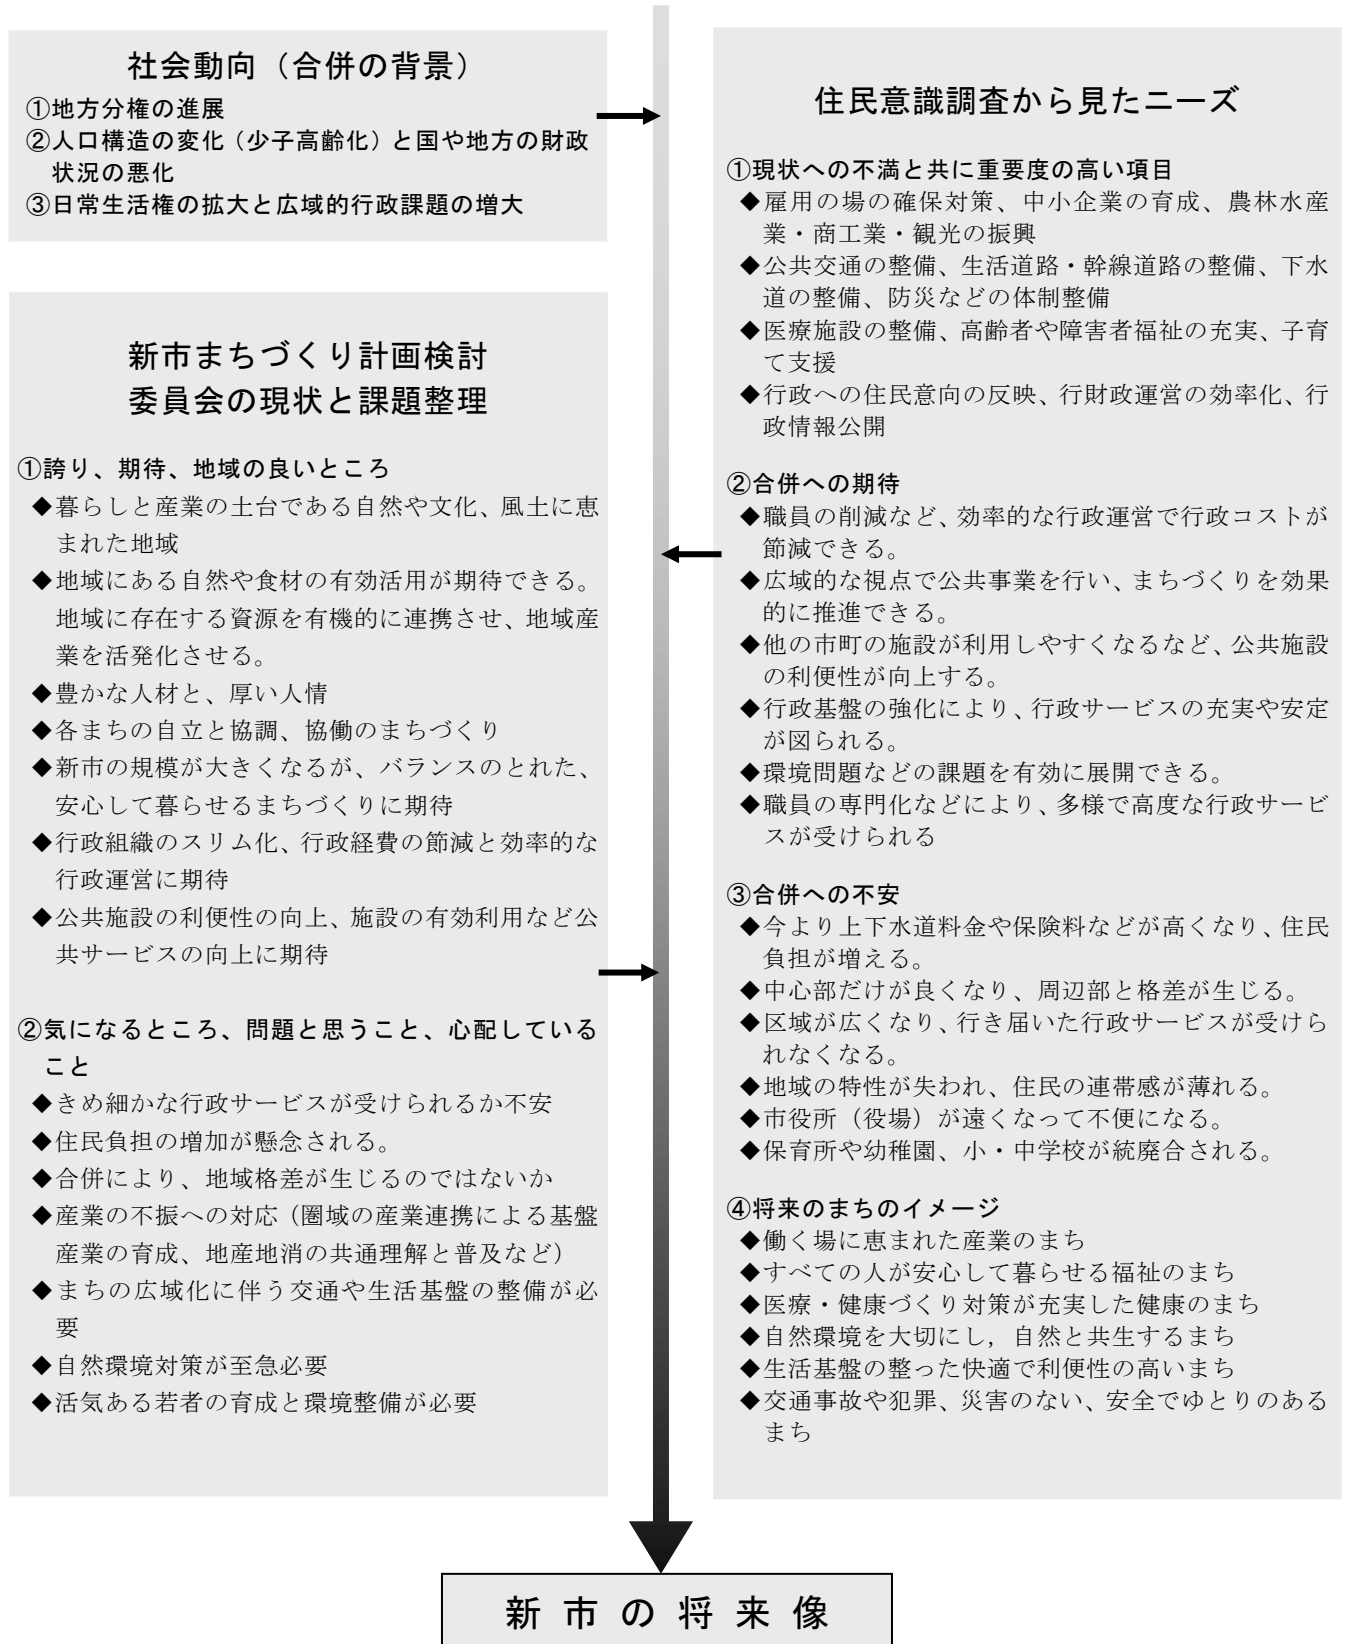 社会動向（合併の背景）
①地方分権の進展
②人口構造の変化（少子高齢化）と国や地方の財政
状況の悪化
③日常生活権の拡大と広域的行政課題の増大
新市まちづくり計画検討
委員会の現状と課題整理
①誇り、期待、地域の良いところ
◆暮らしと産業の土台である自然や文化、風土に恵
まれた地域
◆地域にある自然や食材の有効活用が期待できる。
地域に存在する資源を有機的に連携させ、地域産
業を活発化させる。
◆豊かな人材と、厚い人情
◆各まちの自立と協調、協働のまちづくり
◆新市の規模が大きくなるが、バランスのとれた、
安心して暮らせるまちづくりに期待
◆行政組織のスリム化、行政経費の節減と効率的な
行政運営に期待
◆公共施設の利便性の向上、施設の有効利用など公
共サービスの向上に期待
②気になるところ、問題と思うこと、心配している
こと
◆きめ細かな行政サービスが受けられるか不安
◆住民負担の増加が懸念される。
◆合併により、地域格差が生じるのではないか
◆産業の不振への対応（圏域の産業連携による基盤
産業の育成、地産地消の共通理解と普及など）
◆まちの広域化に伴う交通や生活基盤の整備が必
要
◆自然環境対策が至急必要
◆活気ある若者の育成と環境整備が必要
住民意識調査から見たニーズ
①現状への不満と共に重要度の高い項目
◆雇用の場の確保対策、中小企業の育成、農林水産
業・商工業・観光の振興
◆公共交通の整備、生活道路・幹線道路の整備、下水
道の整備、防災などの体制整備
◆医療施設の整備、高齢者や障害者福祉の充実、子育
て支援
◆行政への住民意向の反映、行財政運営の効率化、行
政情報公開
②合併への期待
◆職員の削減など、効率的な行政運営で行政コストが
節減できる。
◆広域的な視点で公共事業を行い、まちづくりを効果
的に推進できる。
◆他の市町の施設が利用しやすくなるなど、公共施設
の利便性が向上する。
◆行政基盤の強化により、行政サービスの充実や安定
が図られる。
◆環境問題などの課題を有効に展開できる。
◆職員の専門化などにより、多様で高度な行政サービ
スが受けられる
③合併への不安
◆今より上下水道料金や保険料などが高くなり、住民
負担が増える。
◆中心部だけが良くなり、周辺部と格差が生じる。
◆区域が広くなり、行き届いた行政サービスが受けら
れなくなる。
◆地域の特性が失われ、住民の連帯感が薄れる。
◆市役所（役場）が遠くなって不便になる。
◆保育所や幼稚園、小・中学校が統廃合される。
④将来のまちのイメージ
◆働く場に恵まれた産業のまち
◆すべての人が安心して暮らせる福祉のまち
◆医療・健康づくり対策が充実した健康のまち
◆自然環境を大切にし，自然と共生するまち
◆生活基盤の整った快適で利便性の高いまち
◆交通事故や犯罪、災害のない、安全でゆとりのある
まち
新市の将来像